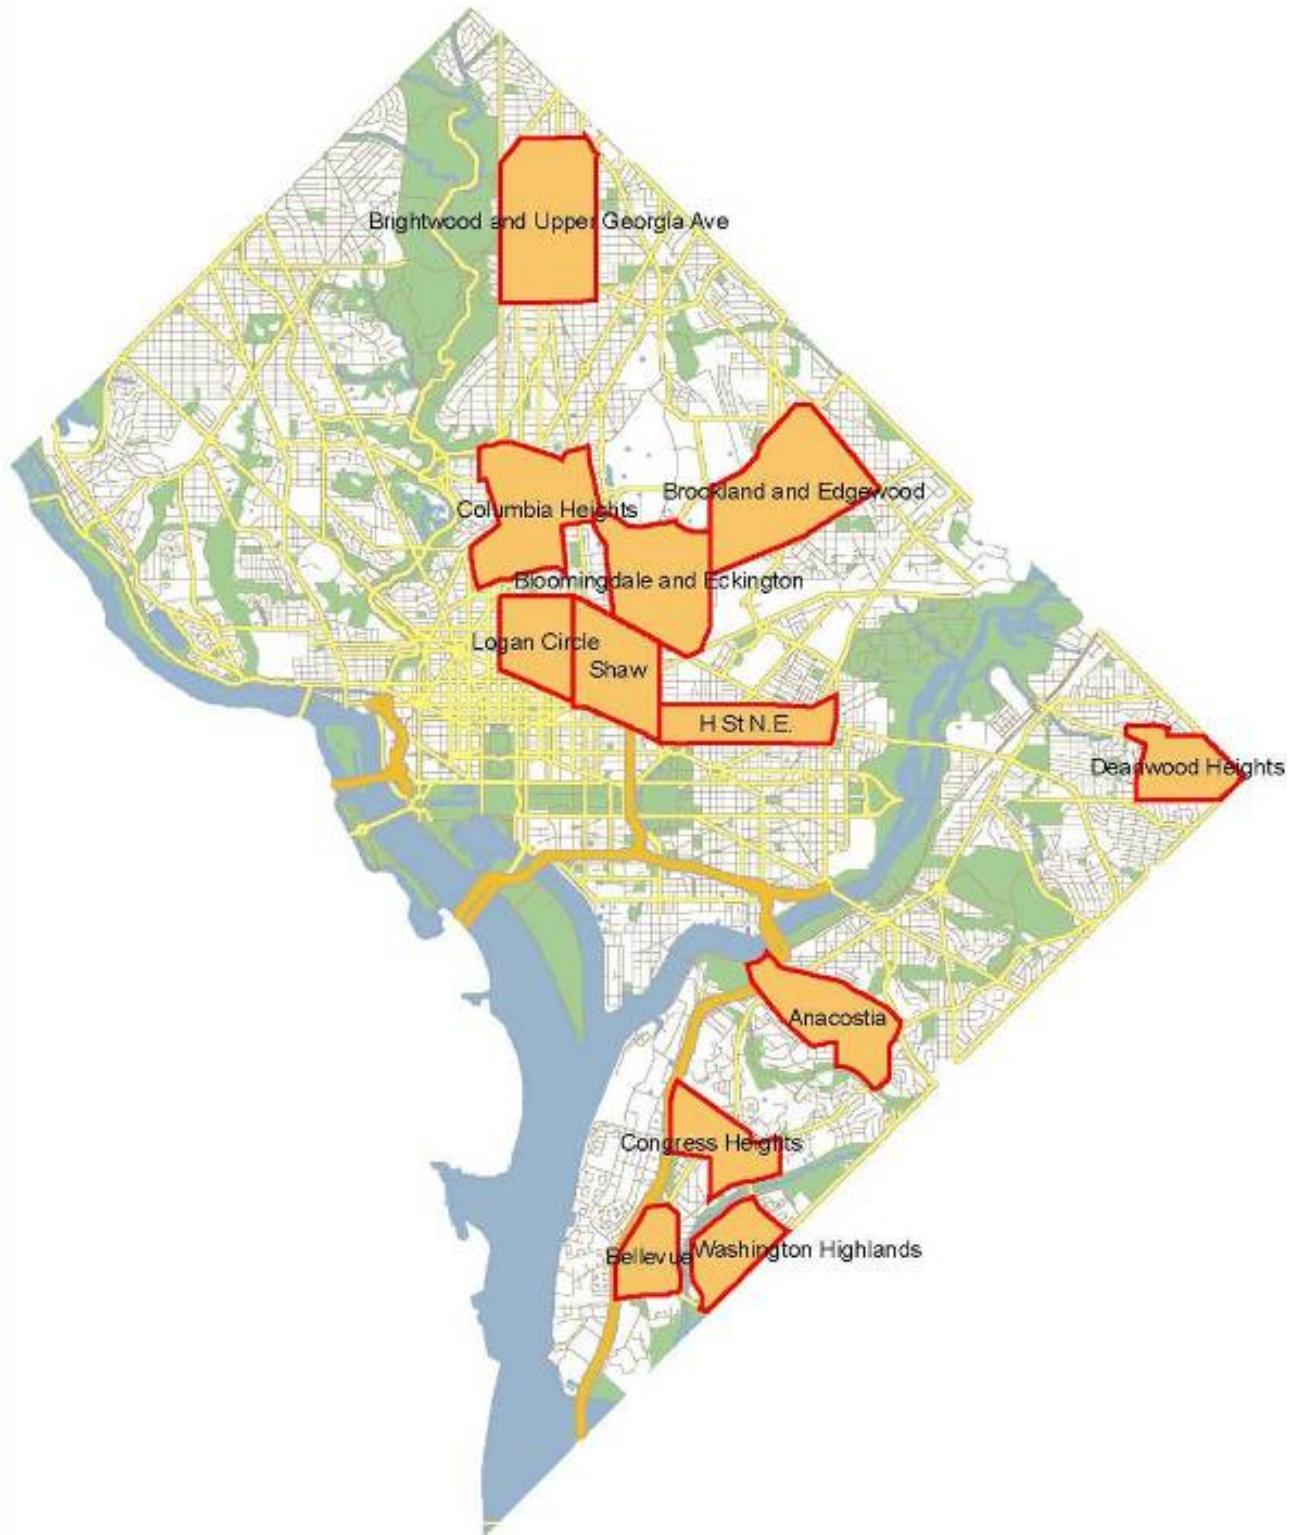 Brightwood and Upper Georgia Ave
Brookland and Edgewood
Columbia Heights
Bloomingdale and Eckington
Logan Circle
Shaw
H St N.E.
Deanwood Heights
Anacostia
Congress Heights
Bellevue
Washington Highlands